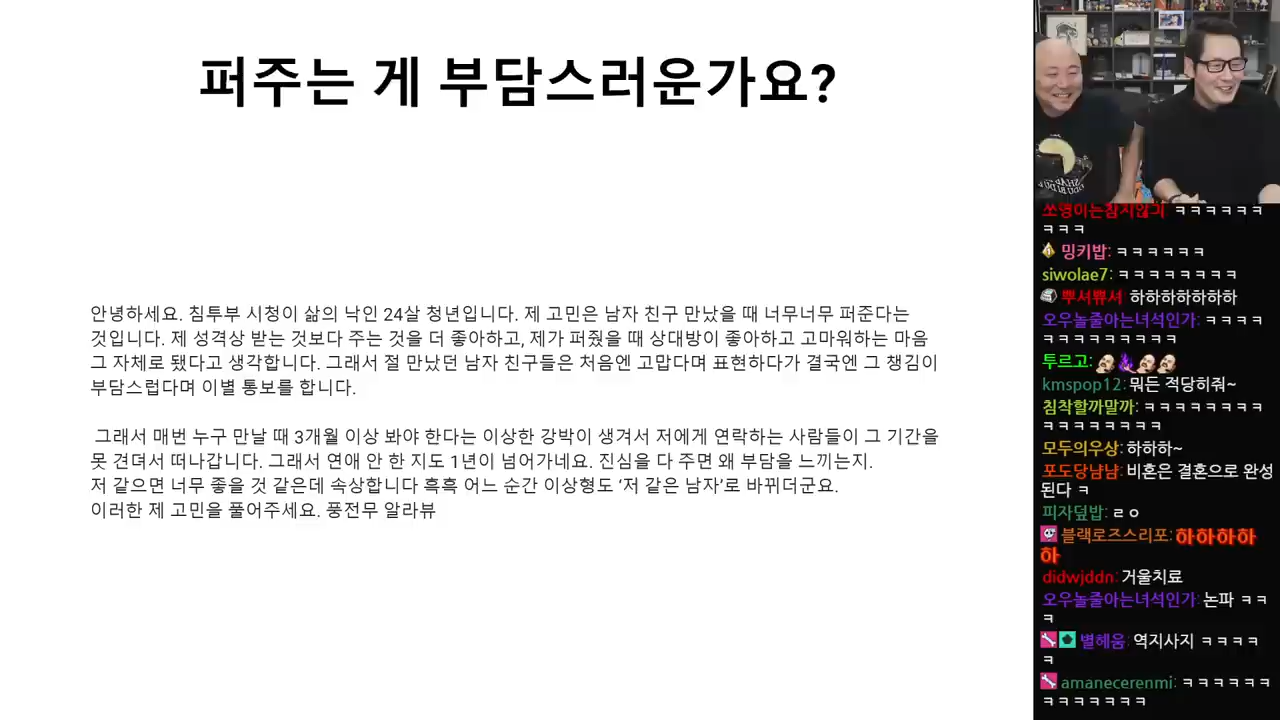 퍼주는 게 부담스러운가요?
안녕하세요. 침투부 시청이 삶의 낙인 24살 청년입니다. 제 고민은 남자 친구 만났을 때 너무너무 퍼준다는
것입니다. 제 성격상 받는 것보다 주는 것을 더 좋아하고, 제가 퍼줬을 때 상대방이 좋아하고 고마워하는 마음
그 자체로 됐다고 생각합니다. 그래서 절 만났던 남자 친구들은 처음엔 고맙다며 표현하다가 결국엔 그 챙김이
부담스럽다며 이별 통보를 합니다.
그래서 매번 누구 만날 때 3개월 이상 봐야 한다는 이상한 강박이 생겨서 저에게 연락하는 사람들이 그 기간을
못 견뎌서 떠나갑니다. 그래서 연애 안 한 지도 1년이 넘어가네요. 진심을 다 주면 왜 부담을 느끼는지.
저 같으면 너무 좋을 것 같은데 속상합니다 흑흑 어느 순간 이상형도 ‘저 같은 남자’로 바뀌더군요.
이러한 제 고민을 풀어주세요. 풍전무 알라뷰
쏘영이는참지않긔 ㅋㅋㅋㅋㅋㅋ
ㅋㅋㅋ
밍키밥: ㅋㅋㅋㅋㅋㅋ
siwolae7: ㅋㅋㅋㅋㅋㅋㅋㅋ
뿌셔쀼셔 하하하하하하하
오우놀줄아는녀석인가: ㅋㅋㅋㅋ
ㅋㅋㅋㅋㅋㅋㅋㅋㅋ
투르고:
kmspop12: 뭐든 적당히줘~
침착할까말까: ㅋㅋㅋㅋㅋㅋㅋㅋ
ㅋㅋㅋㅋㅋㅋㅋㅋ
모두의우상: 하하하~
포도당냠냠: 비혼은 결혼으로 완성
된다 ㅋ
피자덮밥: ㄹㅇ
블랙로즈스리포: 하하하하
하
didwjddn: 거울치료
오우놀줄아는녀석인가: 논파 ㅋㅋ
ㅋ
별헤움: 역지사지 ㅋㅋㅋㅋ
ㅋ
amanecerenmi: ㅋㅋㅋㅋㅋㅋ
ㅋㅋㅋㅋㅋㅋㅋ